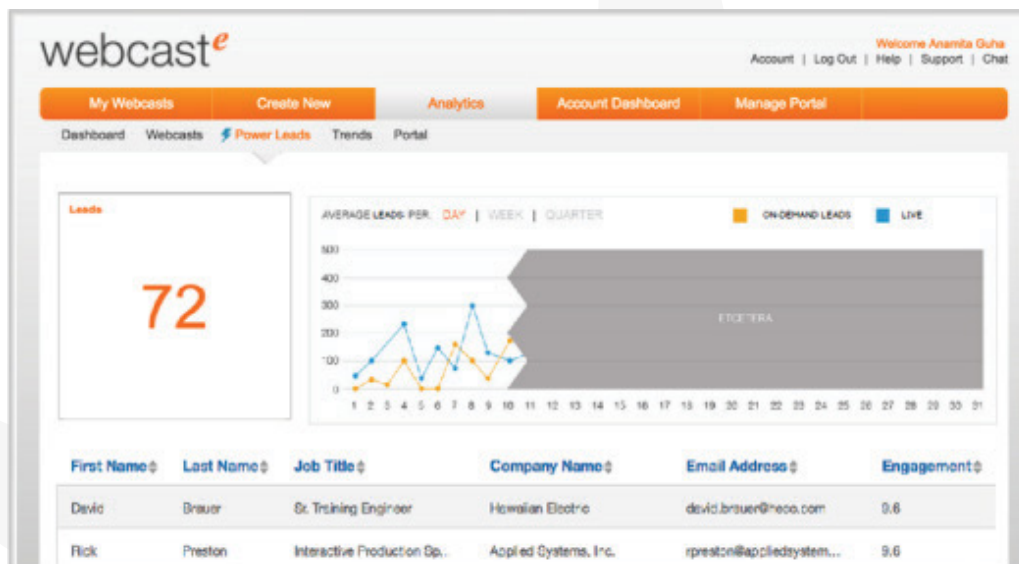 webcaste
Welcome Anamita Guha
Account | Log Out | Help | Support | Chat
My Webcasts Create New Analytics Account Dashboard Manage Portal
Dashboard Webcasts Power Leads Trends Portal
Leads
72
AVERAGE LEADS PER. DAY | WEEK | QUARTER ON-DEMAND LEADS LIVE
500
400
300
200
100
0
ETCETERA
1 2 3 4 5 6 7 8 9 10 11 12 13 14 15 16 17 18 19 20 21 22 23 24 25 26 27 28 29 30 31
First Name Last Name Job Title Company Name Email Address Engagement
David Brauer Sr. Training Engineer Hawaiian Electric david.brauer@heco.com 9.6
Rick Preston Interactive Production Sp... Applied Systems, Inc. rpreston@appliedsystem... 9.6